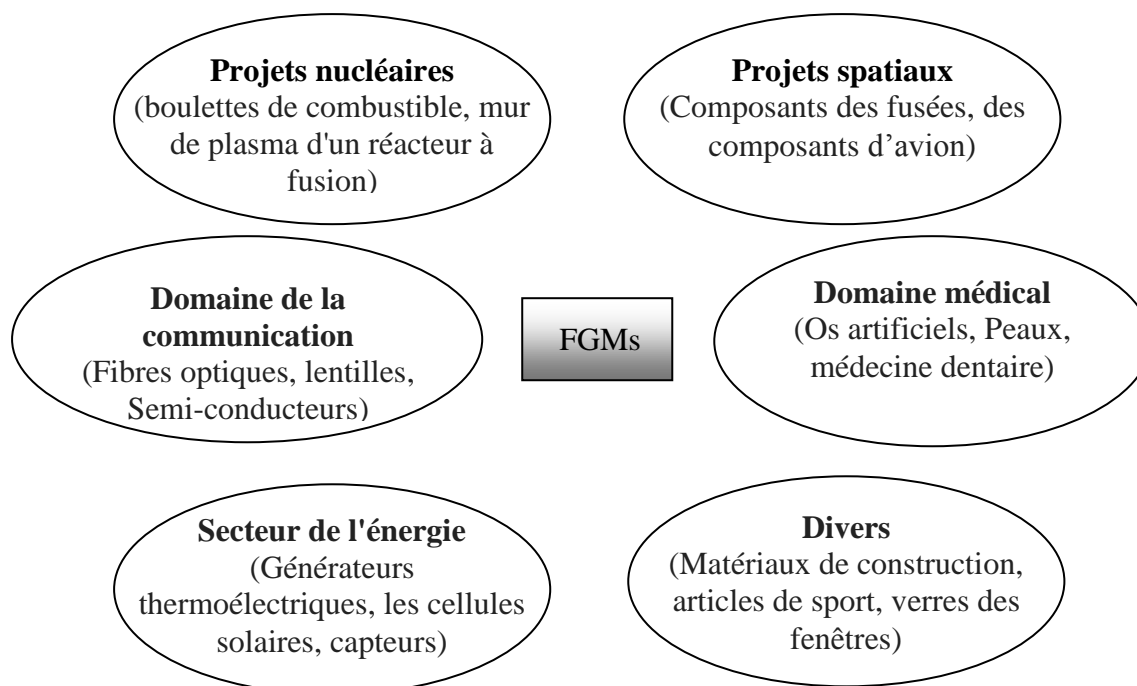 Projets nucléaires
(boulettes de combustible, mur
de plasma d'un réacteur à
fusion)
Projets spatiaux
(Composants des fusées, des
composants d’avion)
Domaine de la
communication
(Fibres optiques, lentilles,
Semi-conducteurs)
FGMs
Domaine médical
(Os artificiels, Peaux,
médecine dentaire)
Secteur de l'énergie
(Générateurs
thermoélectriques, les cellules
solaires, capteurs)
Divers
(Matériaux de construction,
articles de sport, verres des
fenêtres)